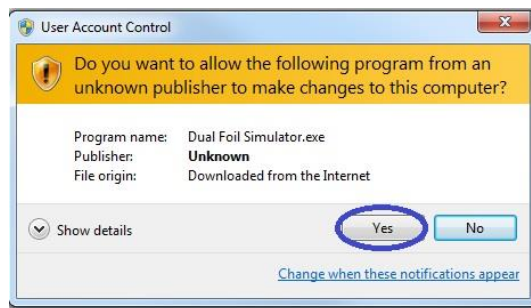 User Account Control
Do you want to allow the following program from an
unknown publisher to make changes to this computer?
Program name: Dual Foil Simulator.exe
Publisher: Unknown
File origin: Downloaded from the Internet
Show details Yes No
Change when these notifications appear